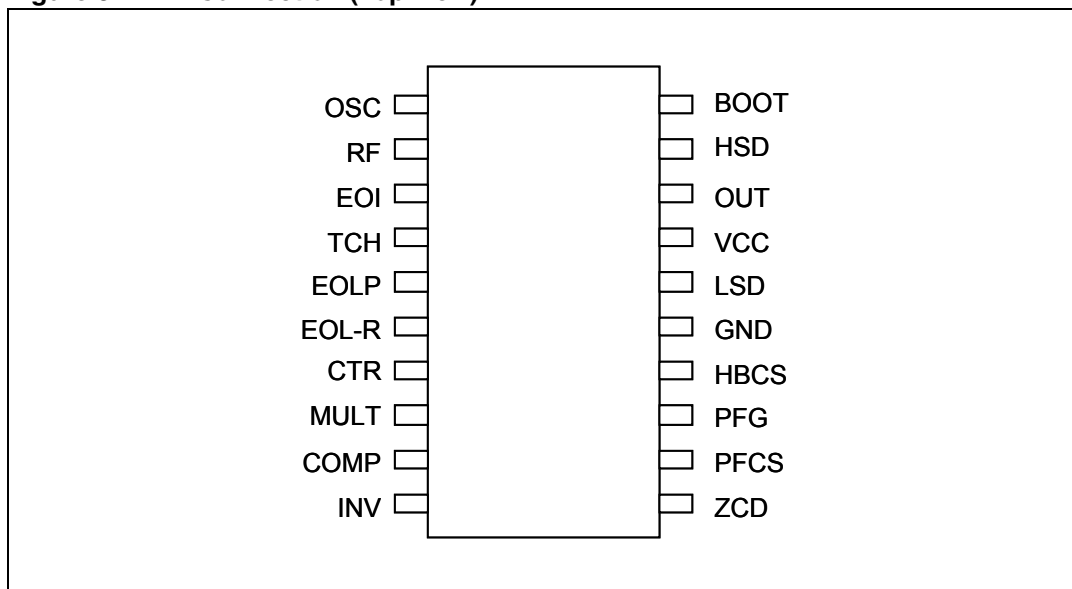 OSC BOOT
RF HSD
EOI OUT
TCH VCC
EOLP LSD
EOL-R GND
CTR HBCS
MULT PFG
COMP PFCS
INV ZCD